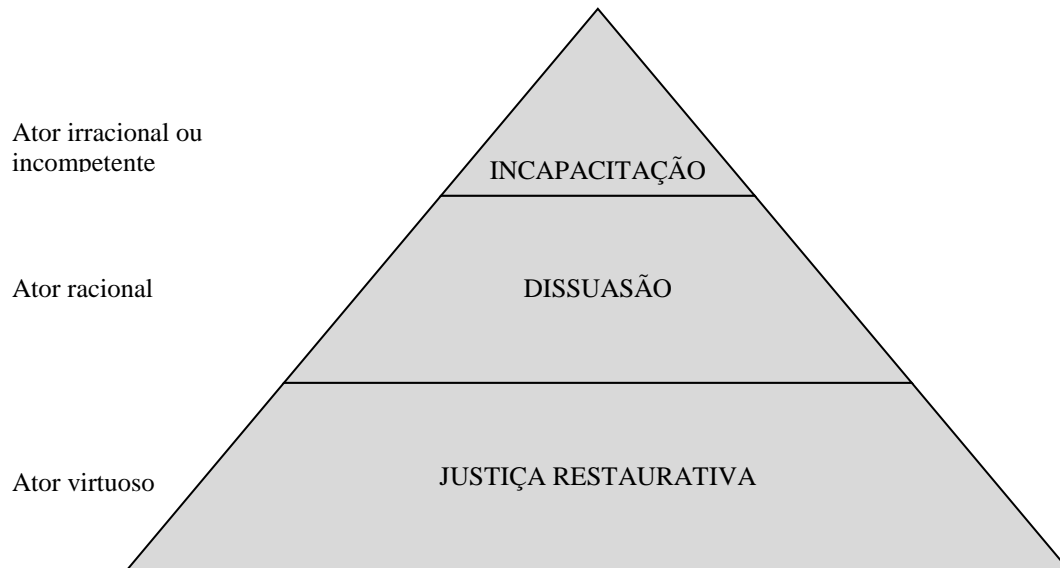 Ator irracional ou
incompetente
INCAPACITAÇÃO
Ator racional
DISSUASÃO
Ator virtuoso
JUSTIÇA RESTAURATIVA